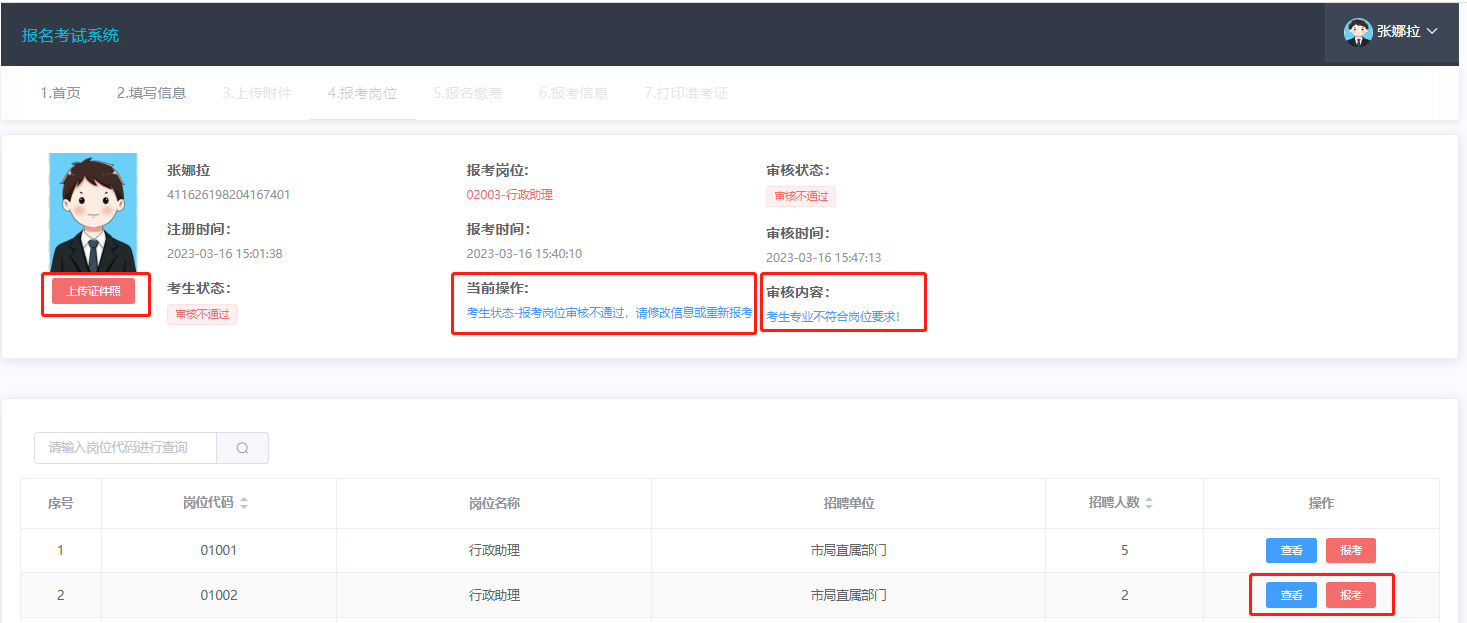 报名考试系统
张娜拉
1.首页 2.填写信息 3.上传附件 4.报考岗位 5.报名缴费 6.报考信息 7.打印准考证
张娜拉
411626198204167401
注册时间：
2023-03-16 15:01:38
考生状态：
审核不通过
上传证件照
报考岗位：
02003-行政助理
报考时间：
2023-03-16 15:40:10
当前操作：
考生状态-报考岗位审核不通过，请修改信息或重新报考
审核状态：
审核不通过
审核时间：
2023-03-16 15:47:13
审核内容：
考生专业不符合岗位要求！
请输入岗位代码进行查询
序号 岗位代码 岗位名称 招聘单位 招聘人数 操作
1 01001 行政助理 市局直属部门 5 查看 报考
2 01002 行政助理 市局直属部门 2 查看 报考